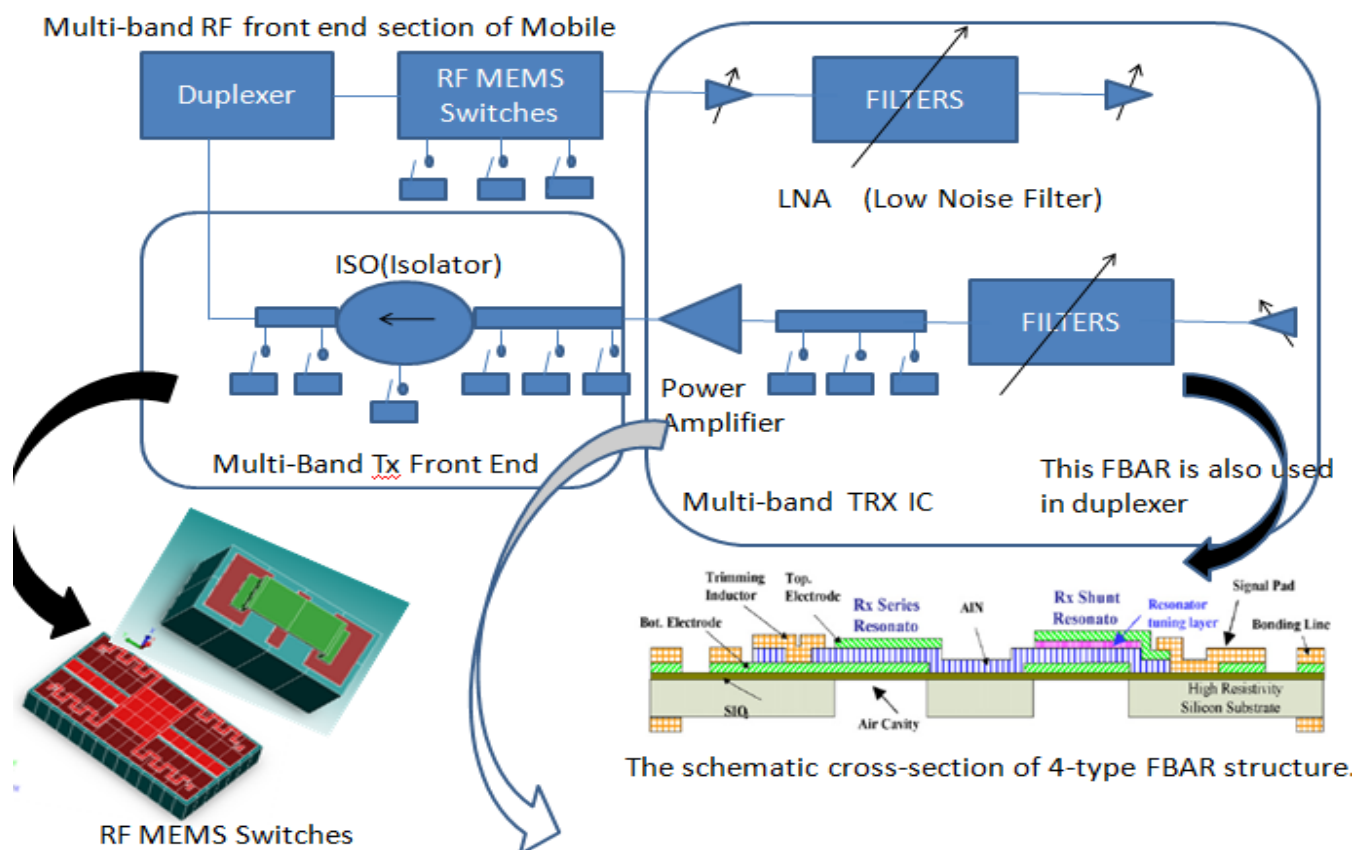 Multi-band RF front end section of Mobile
Duplexer
RF MEMS
Switches
FILTERS
LNA (Low Noise Filter)
ISO(Isolator)
FILTERS
Power
Amplifier
Multi-Band Tx Front End
Multi-band TRX IC
This FBAR is also used
in duplexer
Trimming
Inductor
Top.
Electrode
Bot. Electrode
Rx Series
Resonato
AlN
Rx Shunt
Resonato
Resonator
tuning layer
Signal Pad
Bonding Line
SIO2
Air Cavity
High Resistivity
Silicon Substrate
The schematic cross-section of 4-type FBAR structure.
RF MEMS Switches